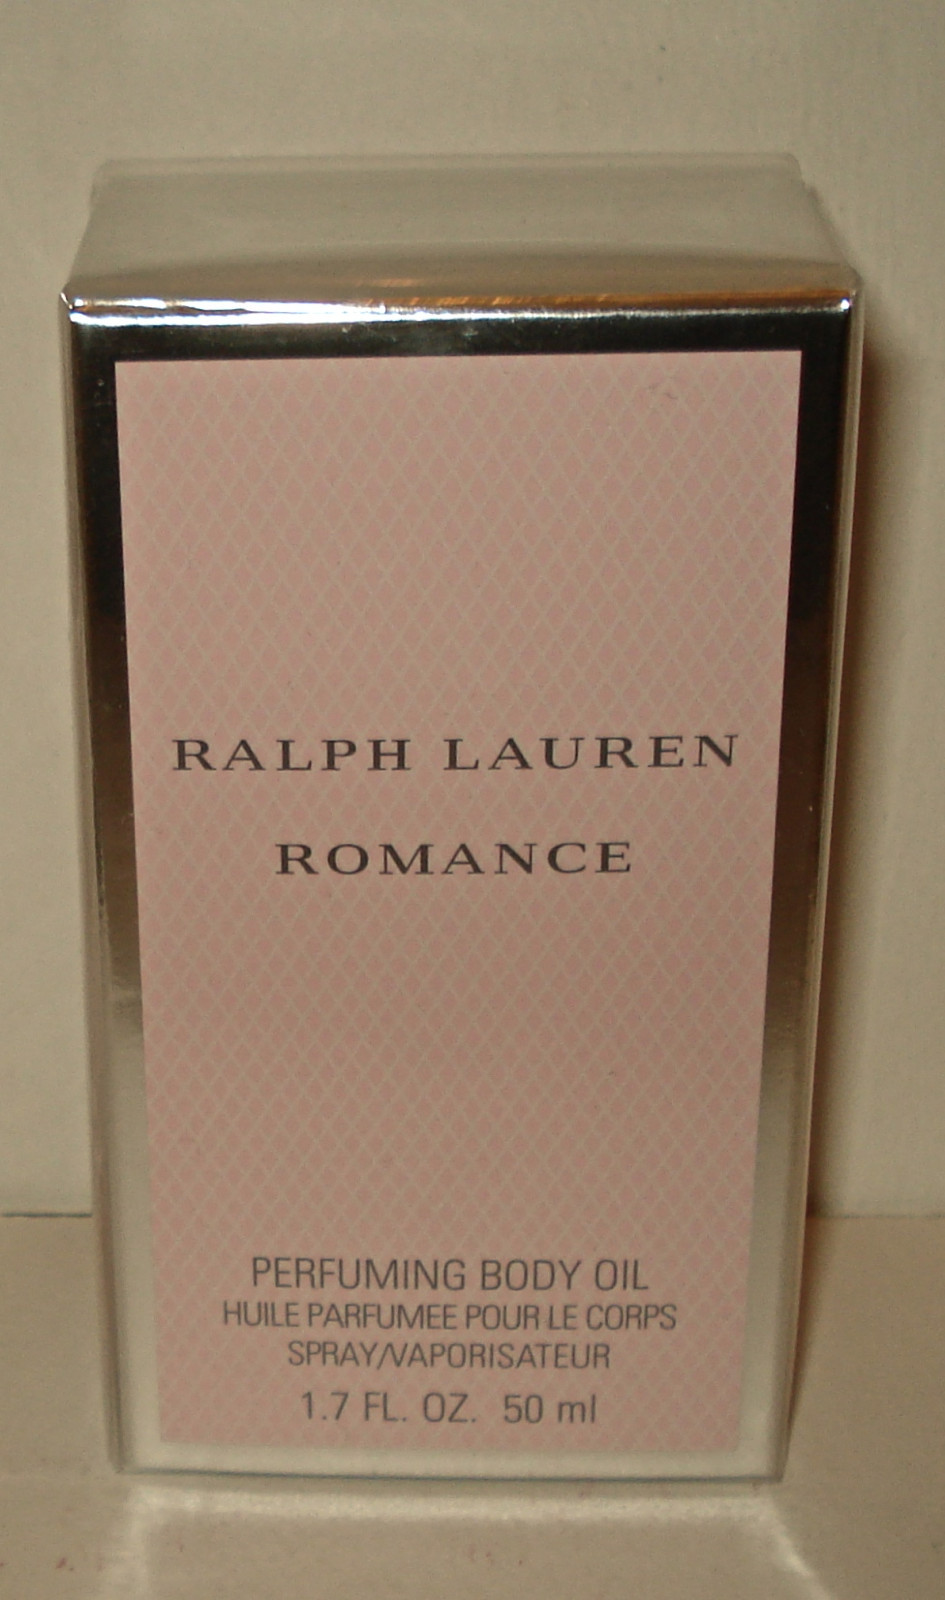 RALPH LAUREN
ROMANCE
PERFUMING BODY OIL
HUILE PARFUMEE POUR LE CORPS
SPRAY/VAPORISATEUR
1.7 FL. OZ. 50 ml